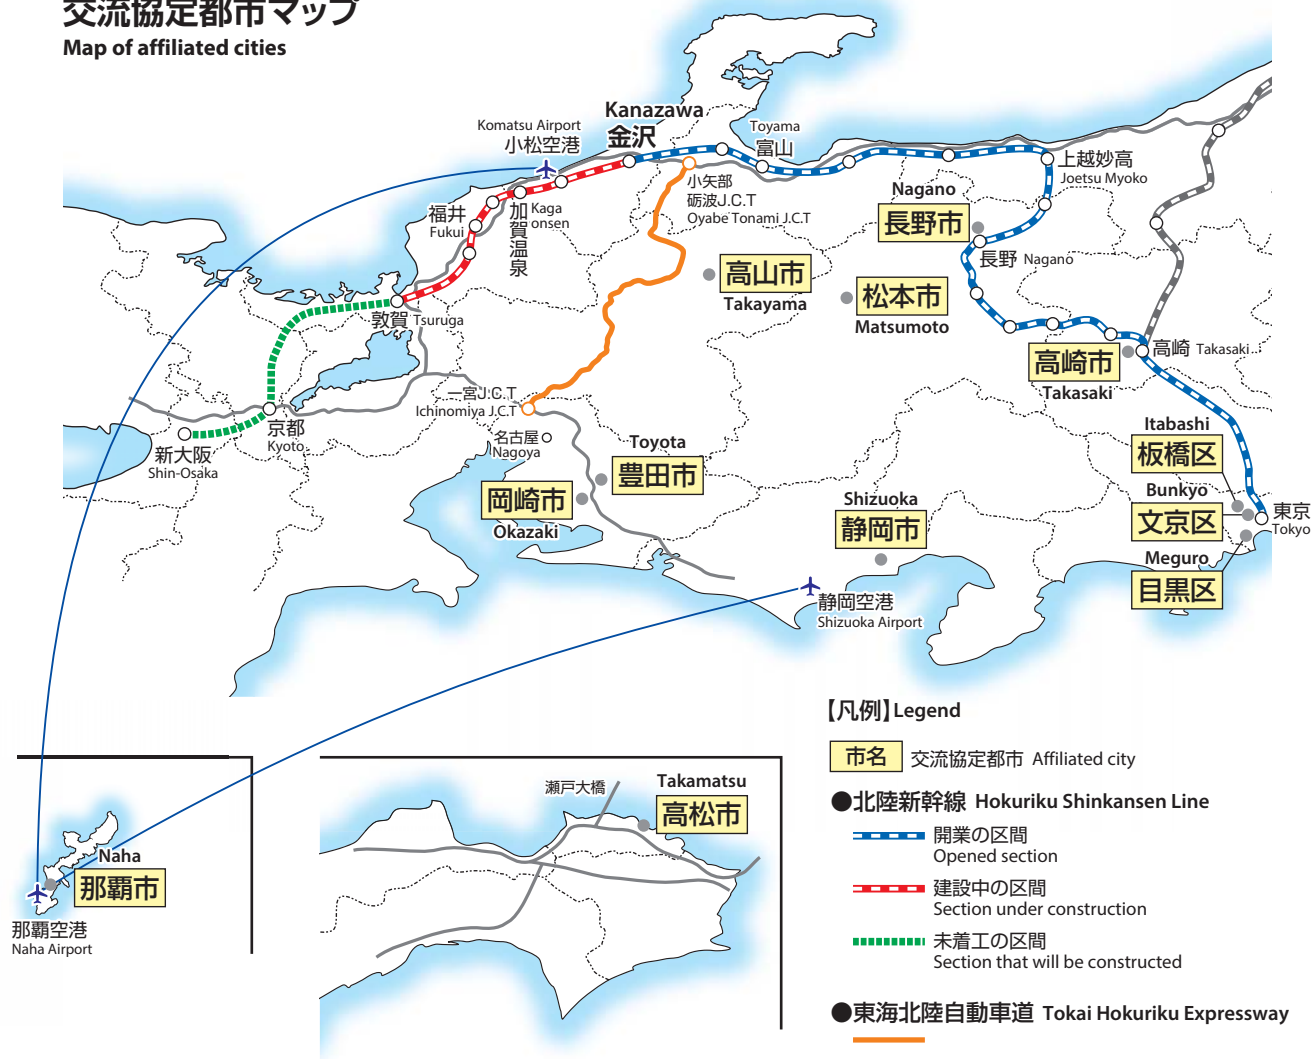 交流協定都市マップ
Map of affiliated cities
Kanazawa
金沢
Komatsu Airport
小松空港
Toyama
富山
上越妙高
Joetsu Myoko
小矢部
砺波J.C.T
Oyabe Tonami J.C.T
Nagano
長野市
長野 Nagano
福井
Fukui
加賀温泉
Kaga
onsen
高山市
Takayama
松本市
Matsumoto
敦賀 Tsuruga
高崎市
Takasaki
高崎 Takasaki
一宮J.C.T
Ichinomiya J.C.T
京都
Kyoto
新大阪
Shin-Osaka
名古屋
Nagoya
Toyota
豊田市
岡崎市
Okazaki
Shizuoka
静岡市
Itabashi
板橋区
Bunkyo
文京区
東京
Tokyo
Meguro
目黒区
静岡空港
Shizuoka Airport
【凡例】Legend
市名 交流協定都市 Affiliated city
●北陸新幹線 Hokuriku Shinkansen Line
開業の区間
Opened section
建設中の区間
Section under construction
未着工の区間
Section that will be constructed
●東海北陸自動車道 Tokai Hokuriku Expressway
瀬戸大橋
Takamatsu
高松市
Naha
那覇市
那覇空港
Naha Airport